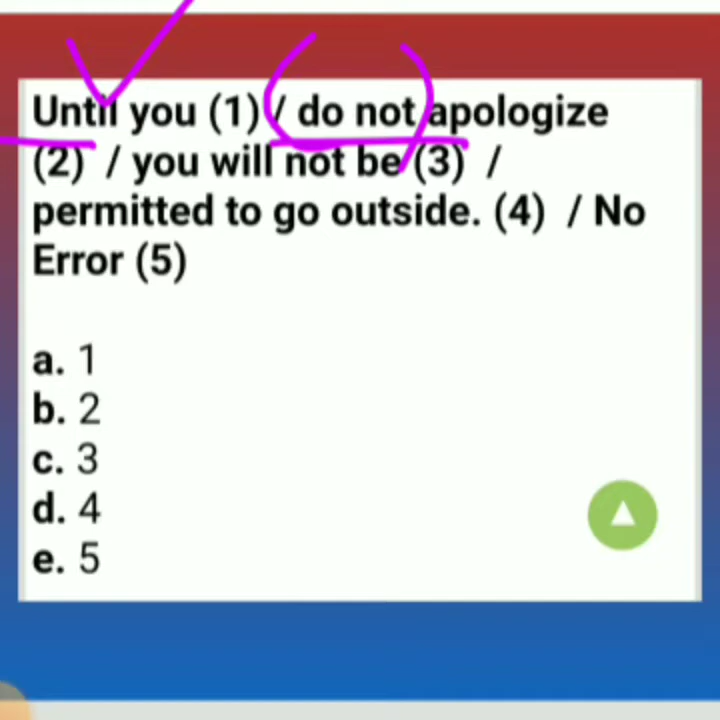 Until you (1) / do not apologize
(2) / you will not be (3) /
permitted to go outside. (4) / No
Error (5)
a. 1
b. 2
c. 3
d. 4
e. 5